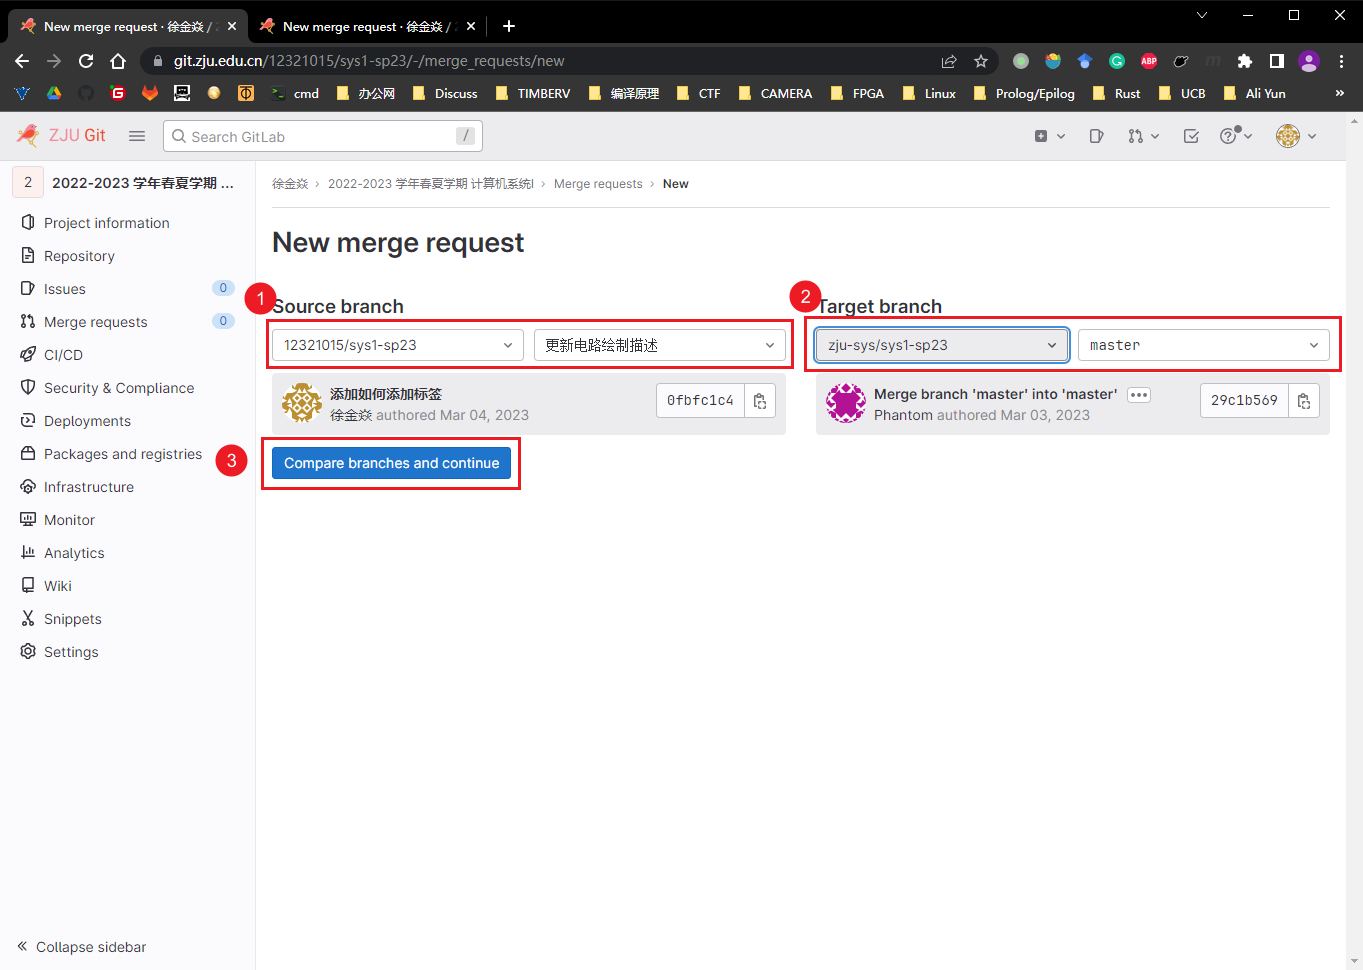 New merge request · 徐金焱 / 2
New merge request · 徐金焱 / 2
git.zju.edu.cn/12321015/sys1-sp23/-/merge_requests/new
cmd
办公网
Discuss
TIMBERV
编译原理
CTF
CAMERA
FPGA
Linux
Prolog/Epilog
Rust
UCB
Ali Yun
»
ZJU Git
Search GitLab
/
2
2022-2023 学年春夏学期 ...
徐金焱 › 2022-2023 学年春夏学期 计算机系统Ⅰ › Merge requests › New
Project information
Repository
Issues 0
Merge requests 0
CI/CD
Security & Compliance
Deployments
Packages and registries
Infrastructure
Monitor
Analytics
Wiki
Snippets
Settings
Collapse sidebar
New merge request
1
Source branch
12321015/sys1-sp23
更新电路绘制描述
添加如何添加标签
徐金焱 authored Mar 04, 2023
0fbfc1c4
2
Target branch
zju-sys/sys1-sp23
master
Merge branch 'master' into 'master'
Phantom authored Mar 03, 2023
29c1b569
3
Compare branches and continue